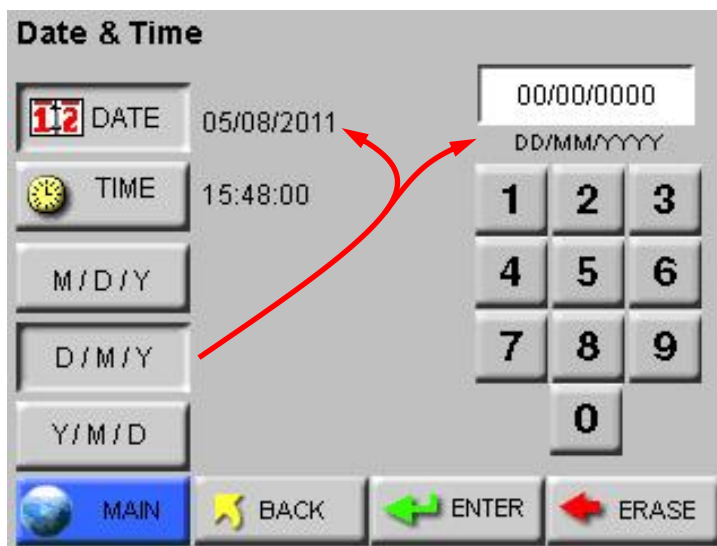 Date & Time
12 DATE
05/08/2011
00/00/0000
DD/MM/YYYY
TIME
15:48:00
1 2 3
M/D/Y
4 5 6
D/M/Y
7 8 9
Y/M/D
0
MAIN
BACK
ENTER
ERASE